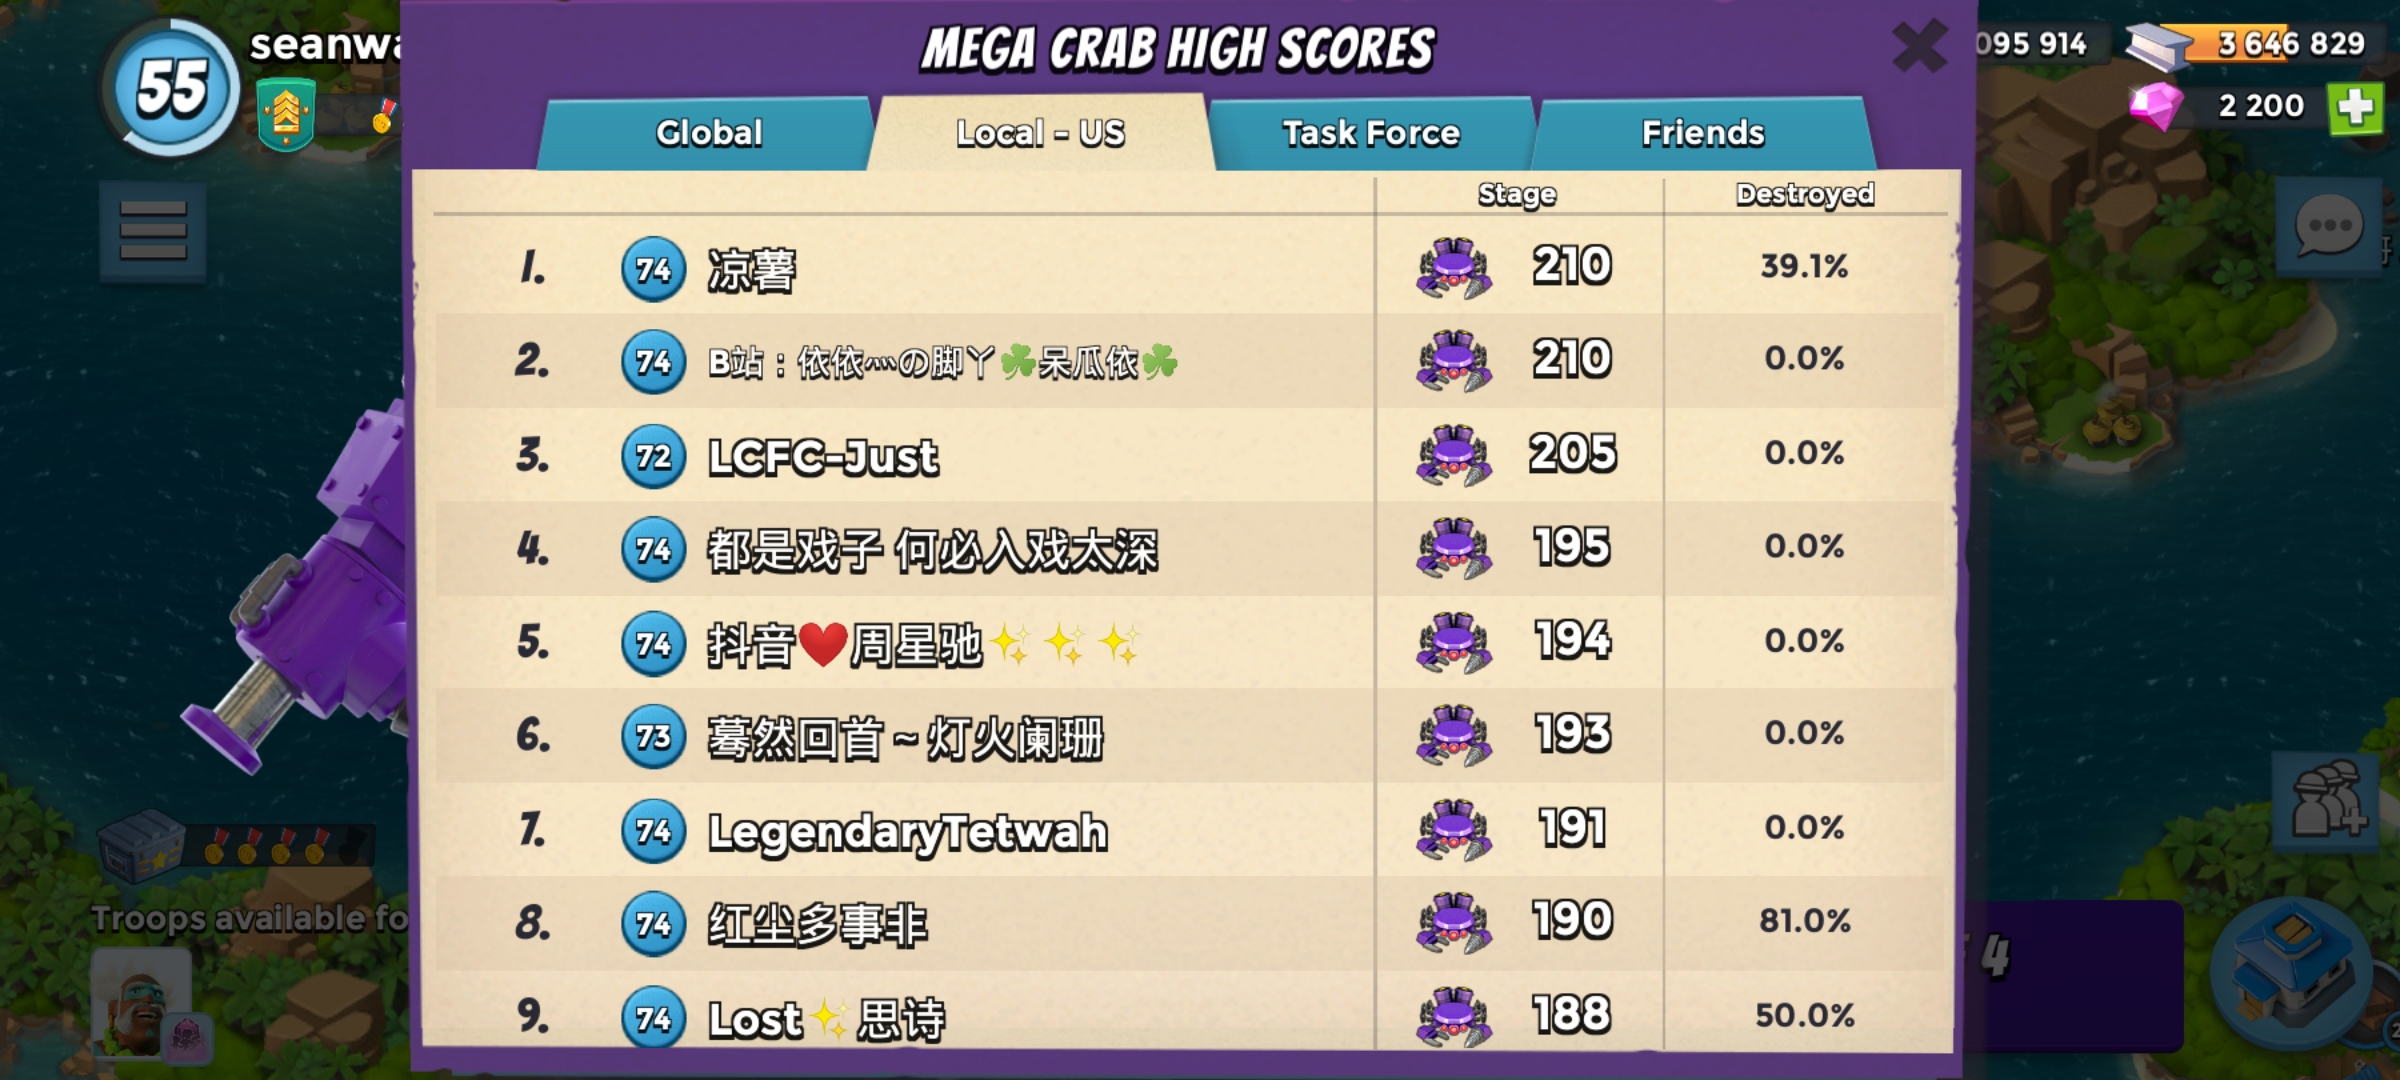 MEGA CRAB HIGH SCORES
55
seanwa
095 914
3 646 829
2 200
Global
Local - US
Task Force
Friends
Stage
Destroyed
1. 74 凉薯 210 39.1%
2. 74 B站：依依灬の脚丫☘呆瓜依☘ 210 0.0%
3. 72 LCFC-Just 205 0.0%
4. 74 都是戏子 何必入戏太深 195 0.0%
5. 74 抖音❤周星驰✨✨✨ 194 0.0%
6. 73 蓦然回首～灯火阑珊 193 0.0%
7. 74 LegendaryTetwah 191 0.0%
8. 74 红尘多事非 190 81.0%
9. 74 Lost✨思诗 188 50.0%
Troops available fo
4